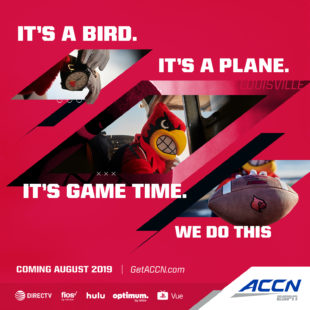 IT'S A BIRD.
IT'S A PLANE.
LOUISVILLE
IT'S GAME TIME.
WE DO THIS
COMING AUGUST 2019 | GetACCN.com
ACCN
ESPN
AT&T DIRECTV fios hulu optimum. Vue